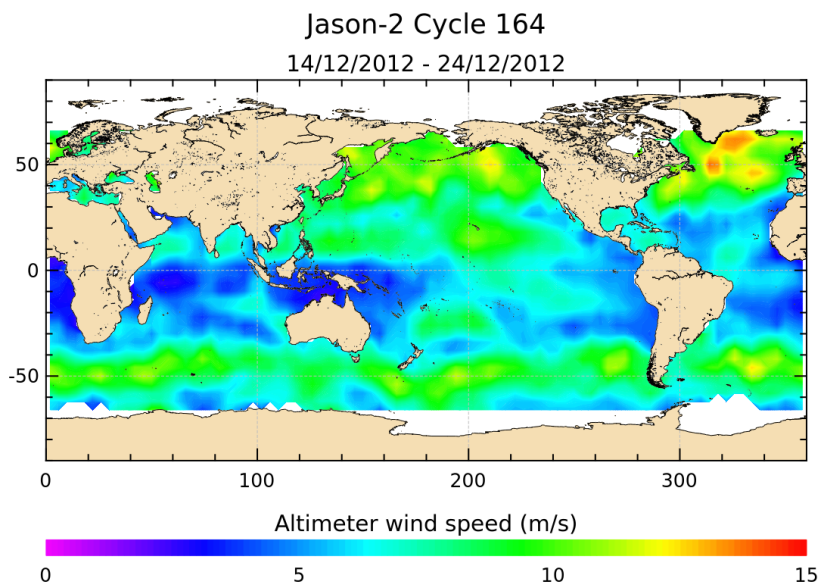 Jason-2 Cycle 164
14/12/2012 - 24/12/2012
50
0
-50
0 100 200 300
Altimeter wind speed (m/s)
0 5 10 15